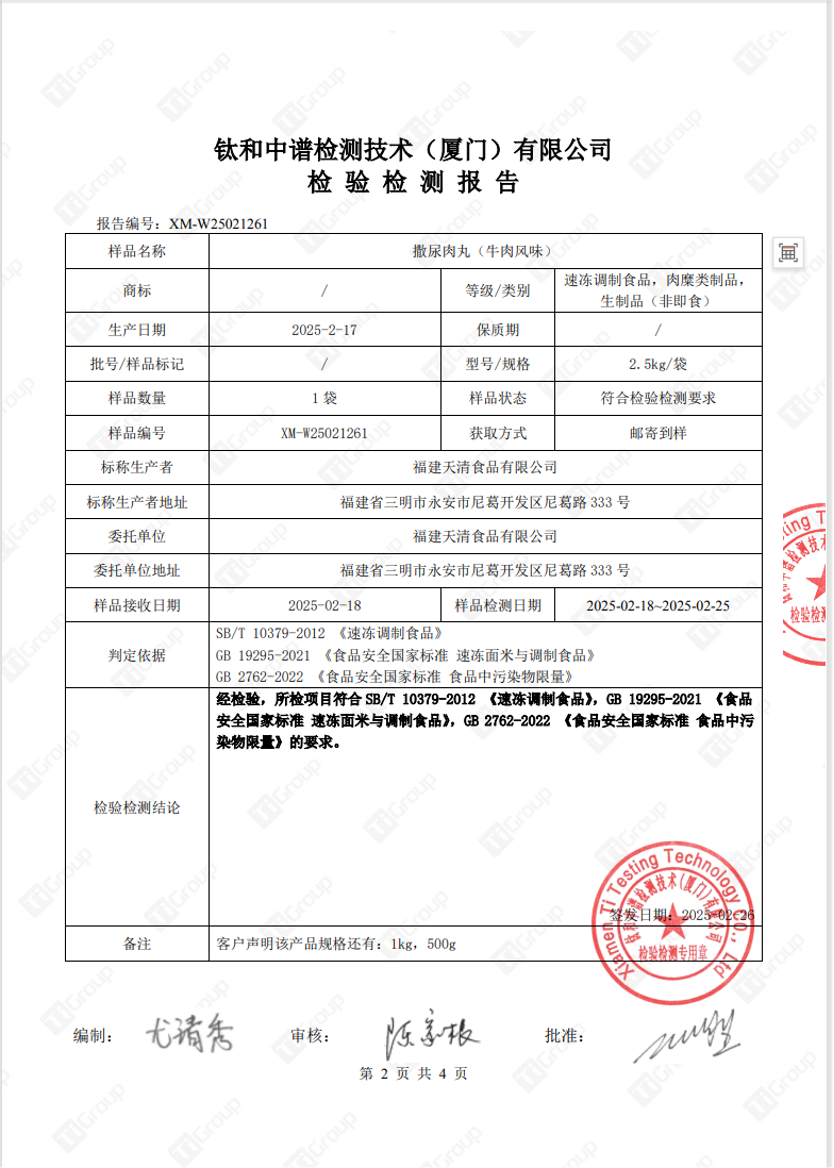 钛和中谱检测技术（厦门）有限公司
检 验 检 测 报 告
报告编号：XM-W25021261
样品名称 撒尿肉丸（牛肉风味）
商标 / 等级/类别 速冻调制食品，肉糜类制品，
生制品（非即食）
生产日期 2025-2-17 保质期 /
批号/样品标记 / 型号/规格 2.5kg/袋
样品数量 1 袋 样品状态 符合检验检测要求
样品编号 XM-W25021261 获取方式 邮寄到样
标称生产者 福建天清食品有限公司
标称生产者地址 福建省三明市永安市尼葛开发区尼葛路 333 号
委托单位 福建天清食品有限公司
委托单位地址 福建省三明市永安市尼葛开发区尼葛路 333 号
样品接收日期 2025-02-18 样品检测日期 2025-02-18~2025-02-25
判定依据 SB/T 10379-2012 《速冻调制食品》
GB 19295-2021 《食品安全国家标准 速冻面米与调制食品》
GB 2762-2022 《食品安全国家标准 食品中污染物限量》
检验检测结论 经检验，所检项目符合 SB/T 10379-2012 《速冻调制食品》，GB 19295-2021 《食品
安全国家标准 速冻面米与调制食品》，GB 2762-2022 《食品安全国家标准 食品中污
染物限量》的要求。
签发日期：2025-02-26
Xiamen Ti Testing Technology Co., Ltd
钛和中谱检测技术（厦门）有限公司
检验检测专用章
备注 客户声明该产品规格还有：1kg，500g
编制： 尤清秀 审核： 陈家根 批准：
第 2 页 共 4 页
TiGroup